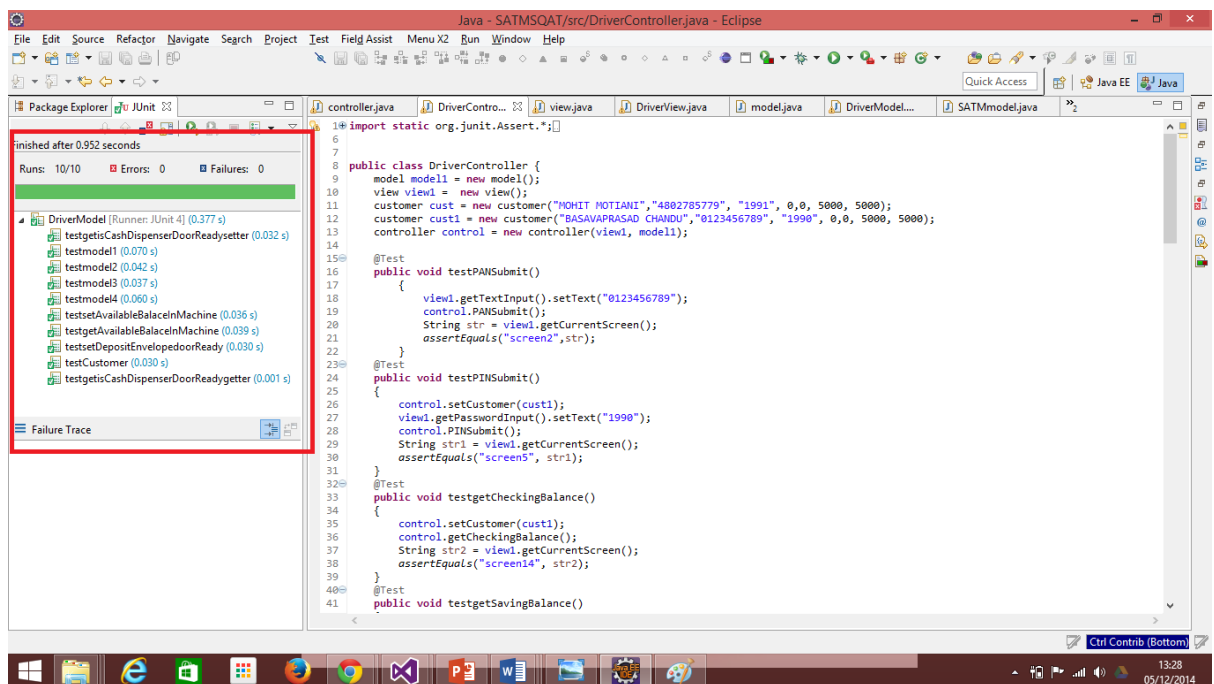 Java - SATMSQAT/src/DriverController.java - Eclipse
File Edit Source Refactor Navigate Search Project Test Field Assist Menu X2 Run Window Help
Quick Access Java EE Java
Package Explorer JUnit
controller.java DriverContro... view.java DriverView.java model.java DriverModel.... SATMmodel.java »2
Finished after 0.952 seconds
Runs: 10/10 Errors: 0 Failures: 0
DriverModel [Runner: JUnit 4] (0.377 s)
testgetisCashDispenserDoorReadysetter (0.032 s)
testmodel1 (0.070 s)
testmodel2 (0.042 s)
testmodel3 (0.037 s)
testmodel4 (0.060 s)
testsetAvailableBalaceInMachine (0.036 s)
testgetAvailableBalaceInMachine (0.039 s)
testsetDepositEnvelopedoorReady (0.030 s)
testCustomer (0.030 s)
testgetisCashDispenserDoorReadygetter (0.001 s)
Failure Trace
1 import static org.junit.Assert.*;
6
7
8 public class DriverController {
9 model model1 = new model();
10 view view1 = new view();
11 customer cust = new customer("MOHIT MOTIANI","4802785779", "1991", 0,0, 5000, 5000);
12 customer cust1 = new customer("BASAVAPRASAD CHANDU","0123456789", "1990", 0,0, 5000, 5000);
13 controller control = new controller(view1, model1);
14
15 @Test
16 public void testPANSubmit()
17 {
18 view1.getTextInput().setText("0123456789");
19 control.PANSubmit();
20 String str = view1.getCurrentScreen();
21 assertEquals("screen2",str);
22 }
23 @Test
24 public void testPINSubmit()
25 {
26 control.setCustomer(cust1);
27 view1.getPasswordInput().setText("1990");
28 control.PINSubmit();
29 String str1 = view1.getCurrentScreen();
30 assertEquals("screen5", str1);
31 }
32 @Test
33 public void testgetCheckingBalance()
34 {
35 control.setCustomer(cust1);
36 control.getCheckingBalance();
37 String str2 = view1.getCurrentScreen();
38 assertEquals("screen14", str2);
39 }
40 @Test
41 public void testgetSavingBalance()
Ctrl Contrib (Bottom)
13:28
05/12/2014